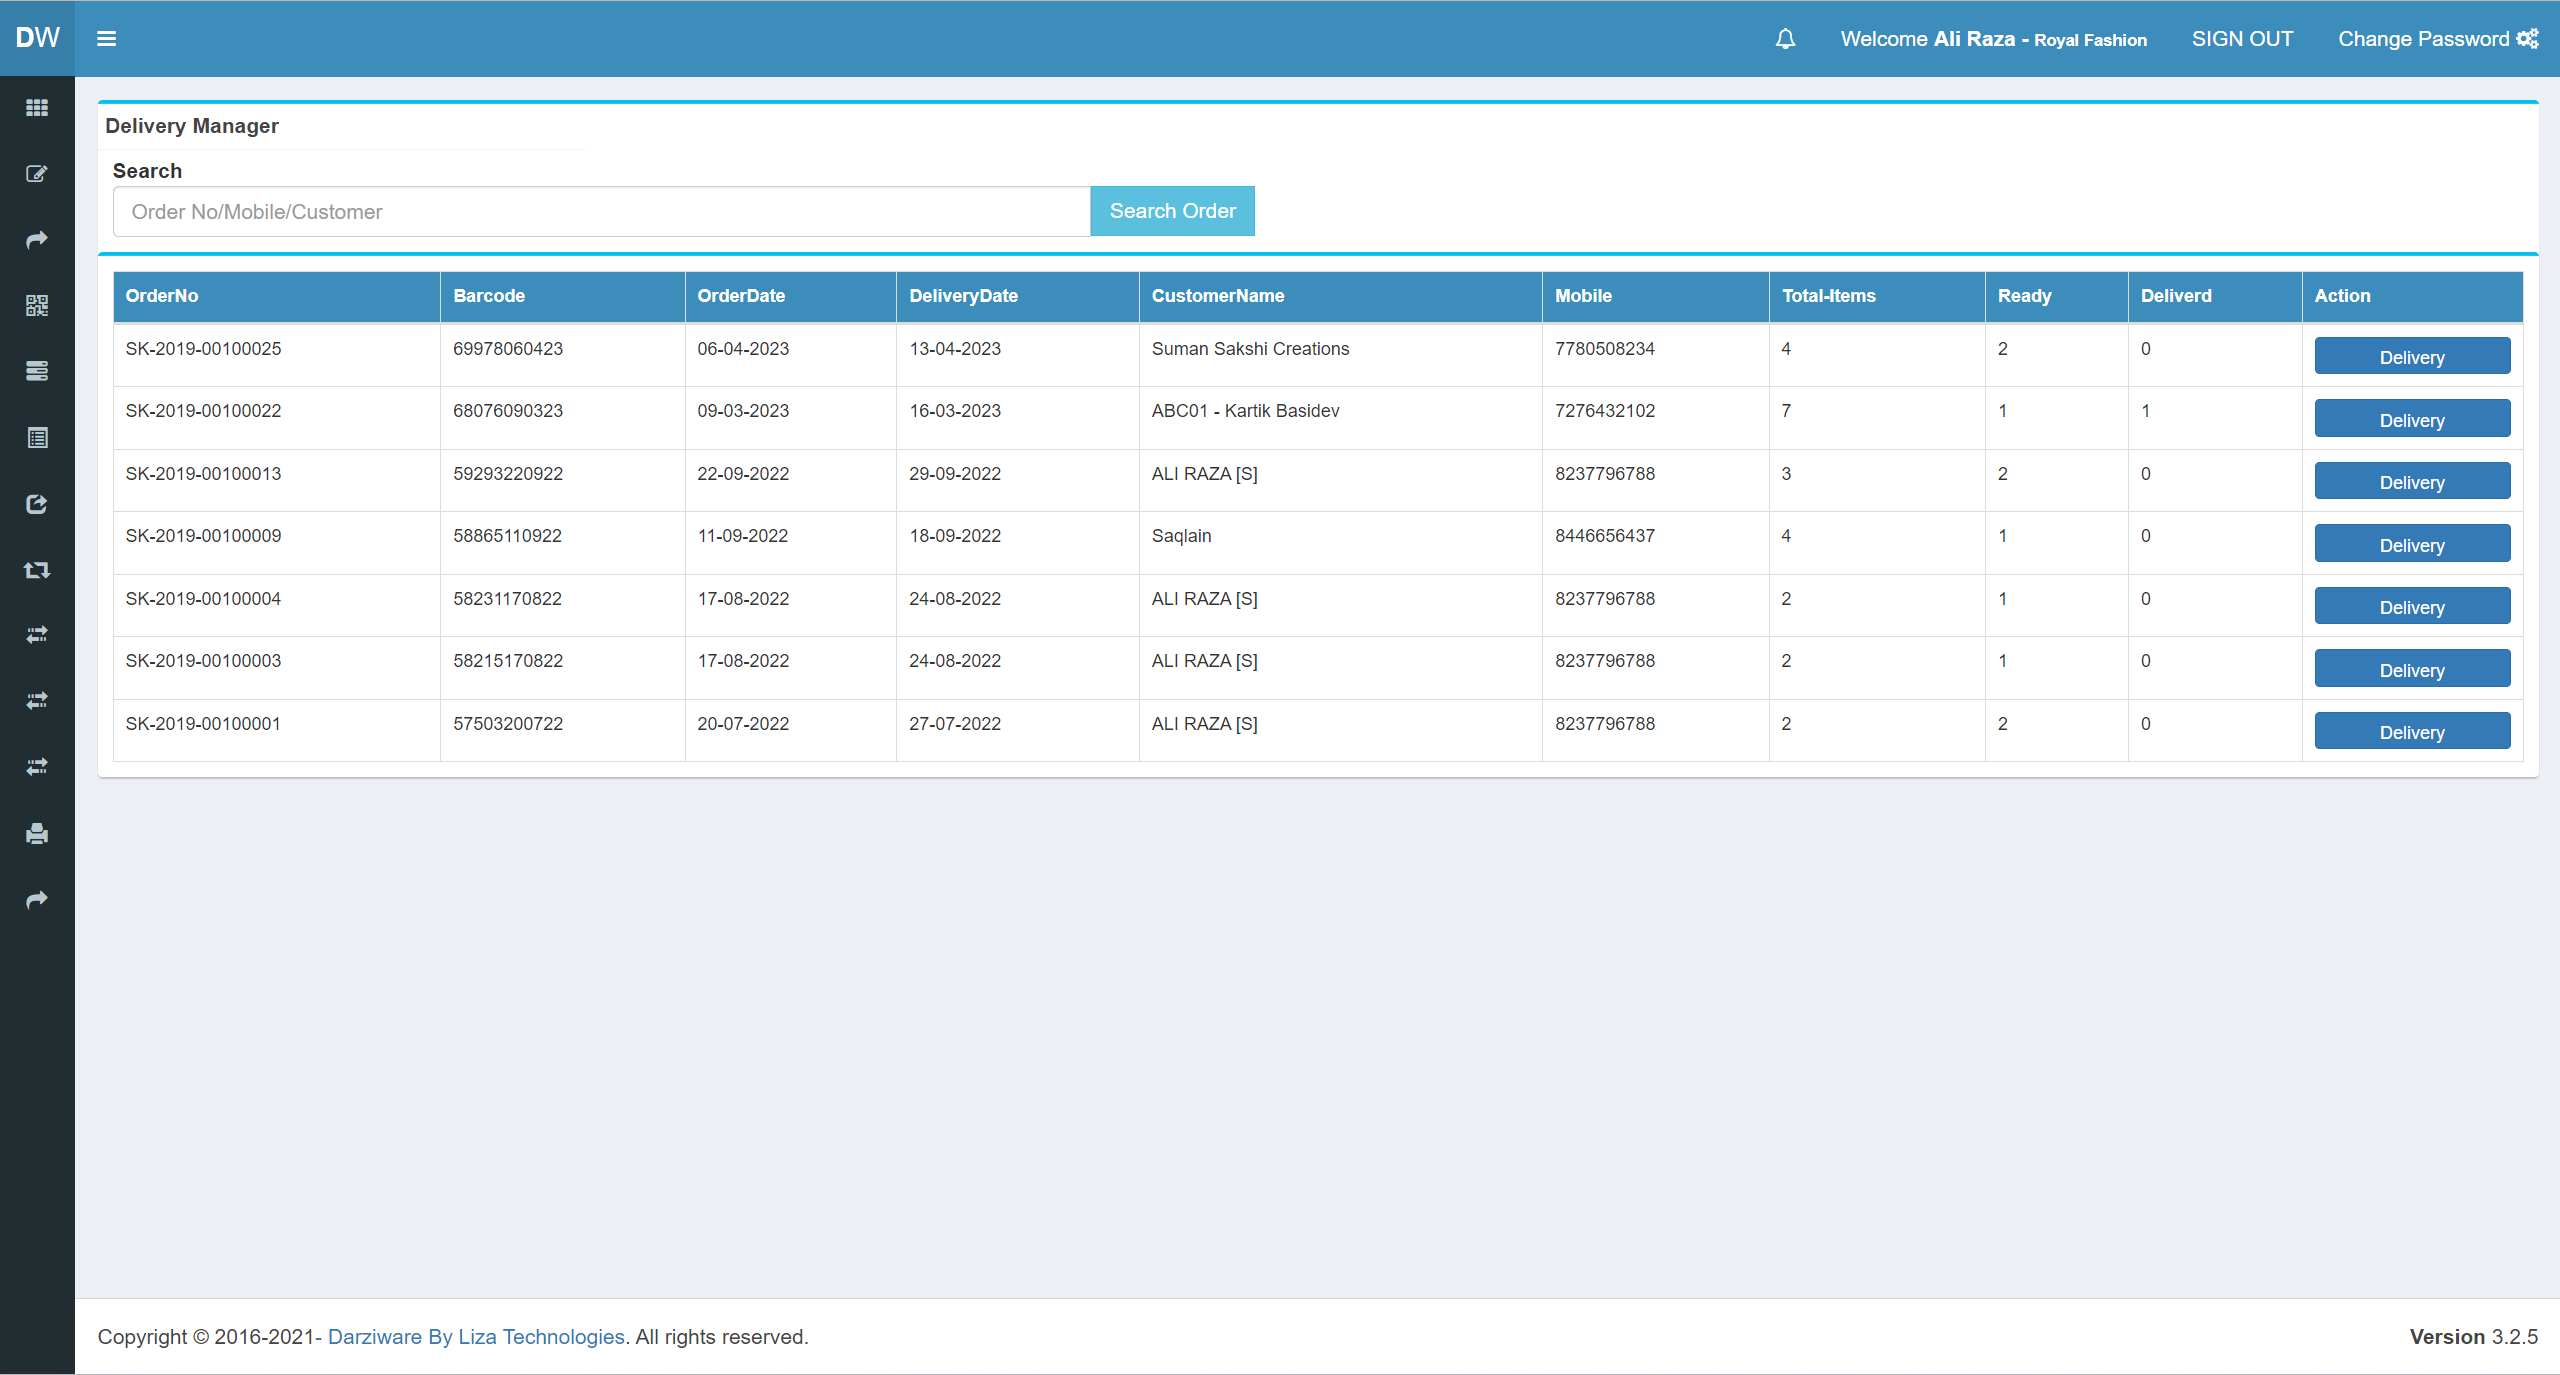 DW
Welcome Ali Raza - Royal Fashion SIGN OUT Change Password
Delivery Manager
Search
Order No/Mobile/Customer Search Order
OrderNo Barcode OrderDate DeliveryDate CustomerName Mobile Total-Items Ready Deliverd Action
SK-2019-00100025 69978060423 06-04-2023 13-04-2023 Suman Sakshi Creations 7780508234 4 2 0 Delivery
SK-2019-00100022 68076090323 09-03-2023 16-03-2023 ABC01 - Kartik Basidev 7276432102 7 1 1 Delivery
SK-2019-00100013 59293220922 22-09-2022 29-09-2022 ALI RAZA [S] 8237796788 3 2 0 Delivery
SK-2019-00100009 58865110922 11-09-2022 18-09-2022 Saqlain 8446656437 4 1 0 Delivery
SK-2019-00100004 58231170822 17-08-2022 24-08-2022 ALI RAZA [S] 8237796788 2 1 0 Delivery
SK-2019-00100003 58215170822 17-08-2022 24-08-2022 ALI RAZA [S] 8237796788 2 1 0 Delivery
SK-2019-00100001 57503200722 20-07-2022 27-07-2022 ALI RAZA [S] 8237796788 2 2 0 Delivery
Copyright © 2016-2021- Darziware By Liza Technologies. All rights reserved. Version 3.2.5